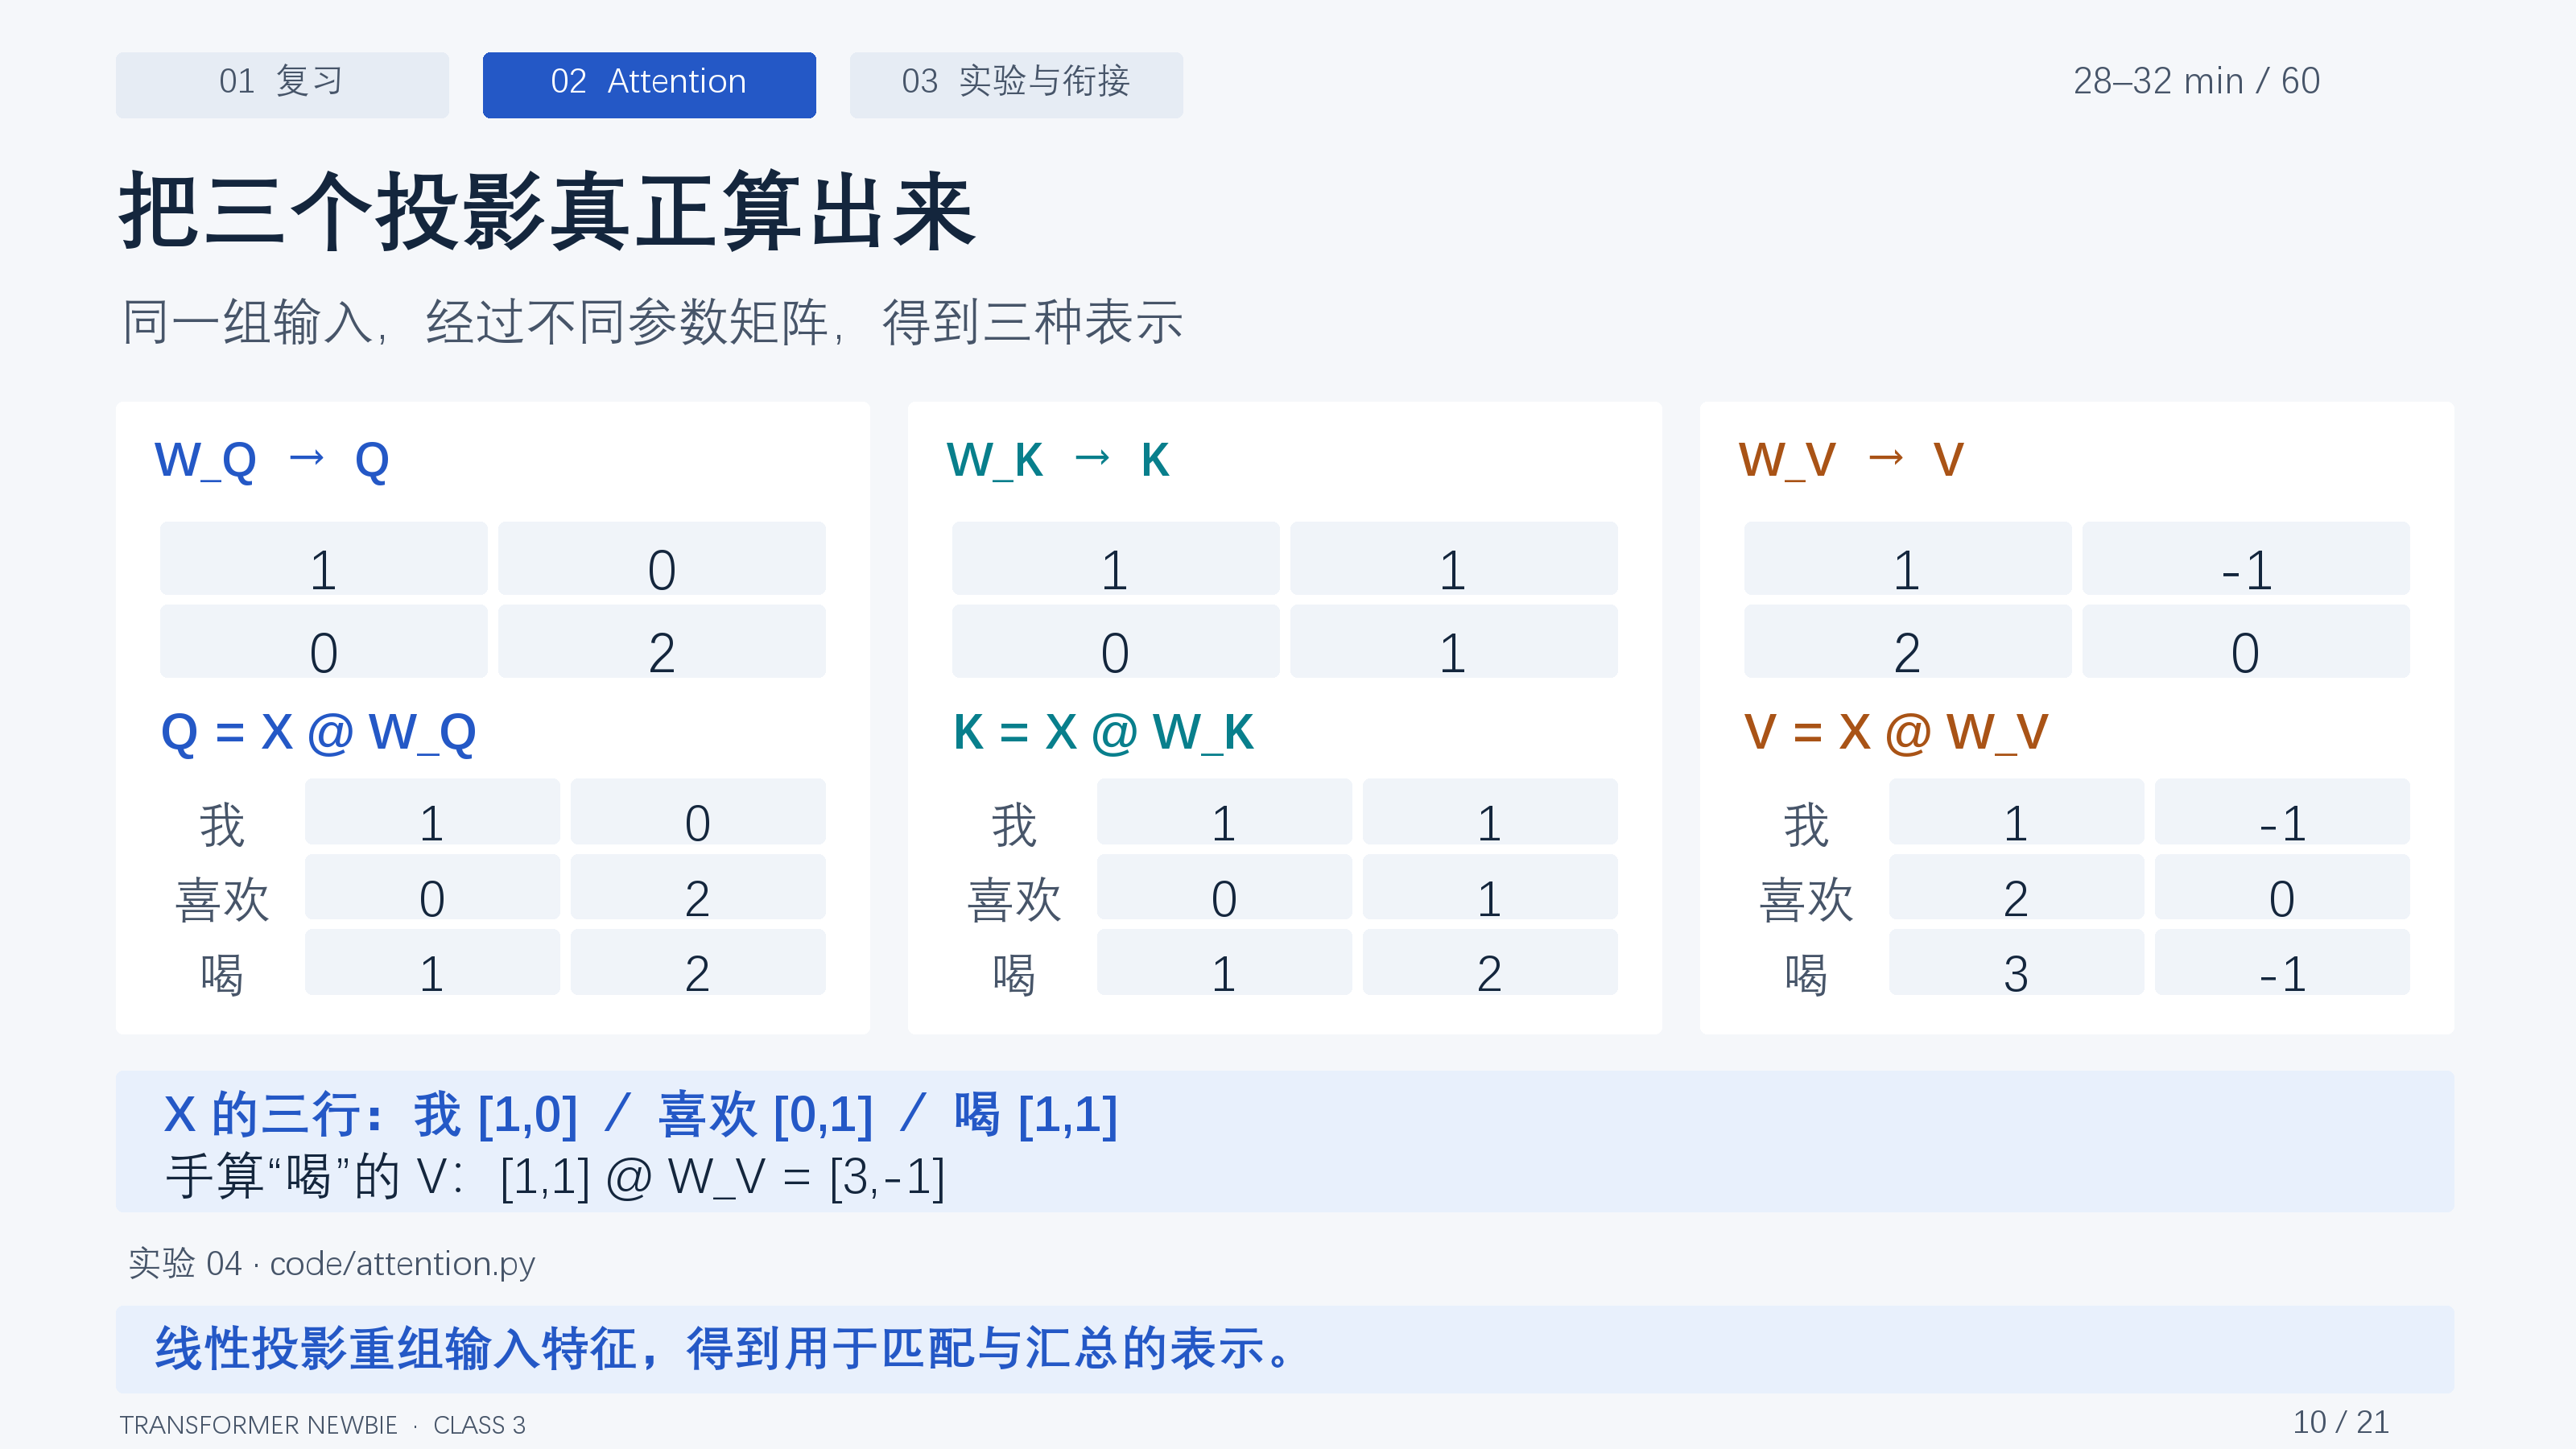 01 复习
02 Attention
03 实验与衔接
28–32 min / 60
把三个投影真正算出来
同一组输入，经过不同参数矩阵，得到三种表示
W_Q → Q
1 0
0 2
Q = X @ W_Q
我 1 0
喜欢 0 2
喝 1 2
W_K → K
1 1
0 1
K = X @ W_K
我 1 1
喜欢 0 1
喝 1 2
W_V → V
1 -1
2 0
V = X @ W_V
我 1 -1
喜欢 2 0
喝 3 -1
X 的三行：我 [1,0] / 喜欢 [0,1] / 喝 [1,1]
手算“喝”的 V：[1,1] @ W_V = [3,-1]
实验 04 · code/attention.py
线性投影重组输入特征，得到用于匹配与汇总的表示。
TRANSFORMER NEWBIE · CLASS 3
10 / 21